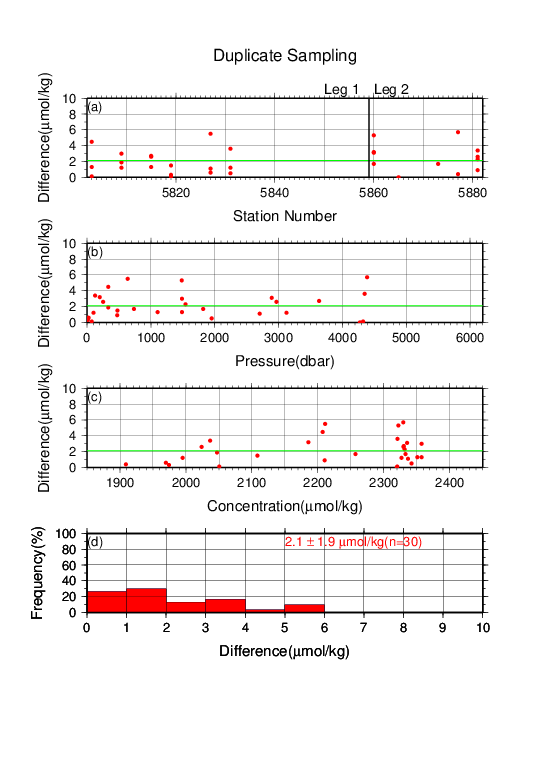 Duplicate Sampling
Leg 1 Leg 2
Difference(μmol/kg)
10
8
6
4
2
0
(a)
5820 5840 5860 5880
Station Number
Difference(μmol/kg)
10
8
6
4
2
0
(b)
0 1000 2000 3000 4000 5000 6000
Pressure(dbar)
Difference(μmol/kg)
10
8
6
4
2
0
(c)
1900 2000 2100 2200 2300 2400
Concentration(μmol/kg)
Frequency(%)
100
80
60
40
20
0
(d)
2.1 ± 1.9 μmol/kg(n=30)
0 1 2 3 4 5 6 7 8 9 10
Difference(μmol/kg)